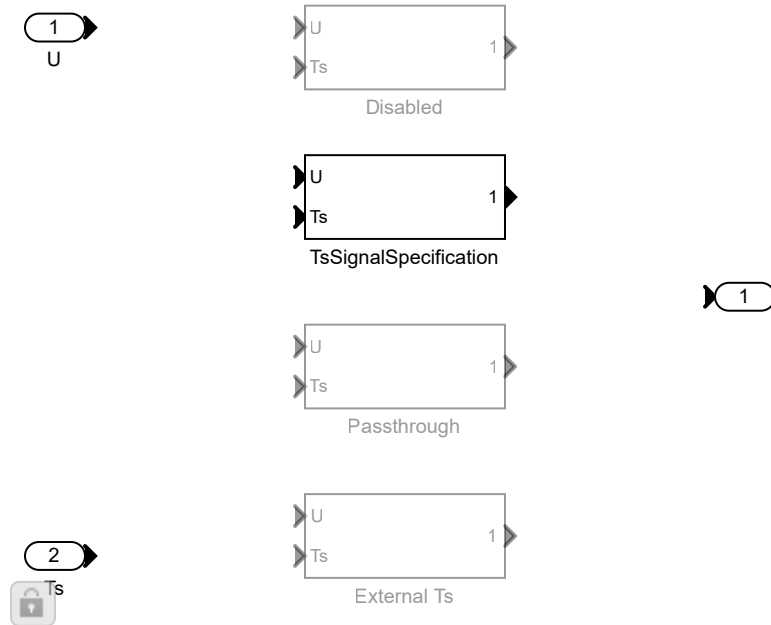 1
U
U
Ts
1
Disabled
U
Ts
1
TsSignalSpecification
1
U
Ts
1
Passthrough
U
Ts
1
External Ts
2
Ts